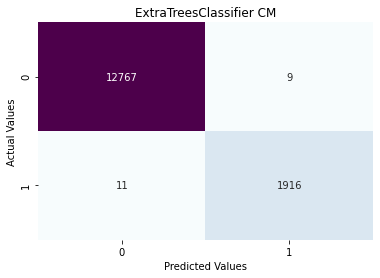 ExtraTreesClassifier CM
Actual Values
0
12767
9
1
11
1916
0
1
Predicted Values